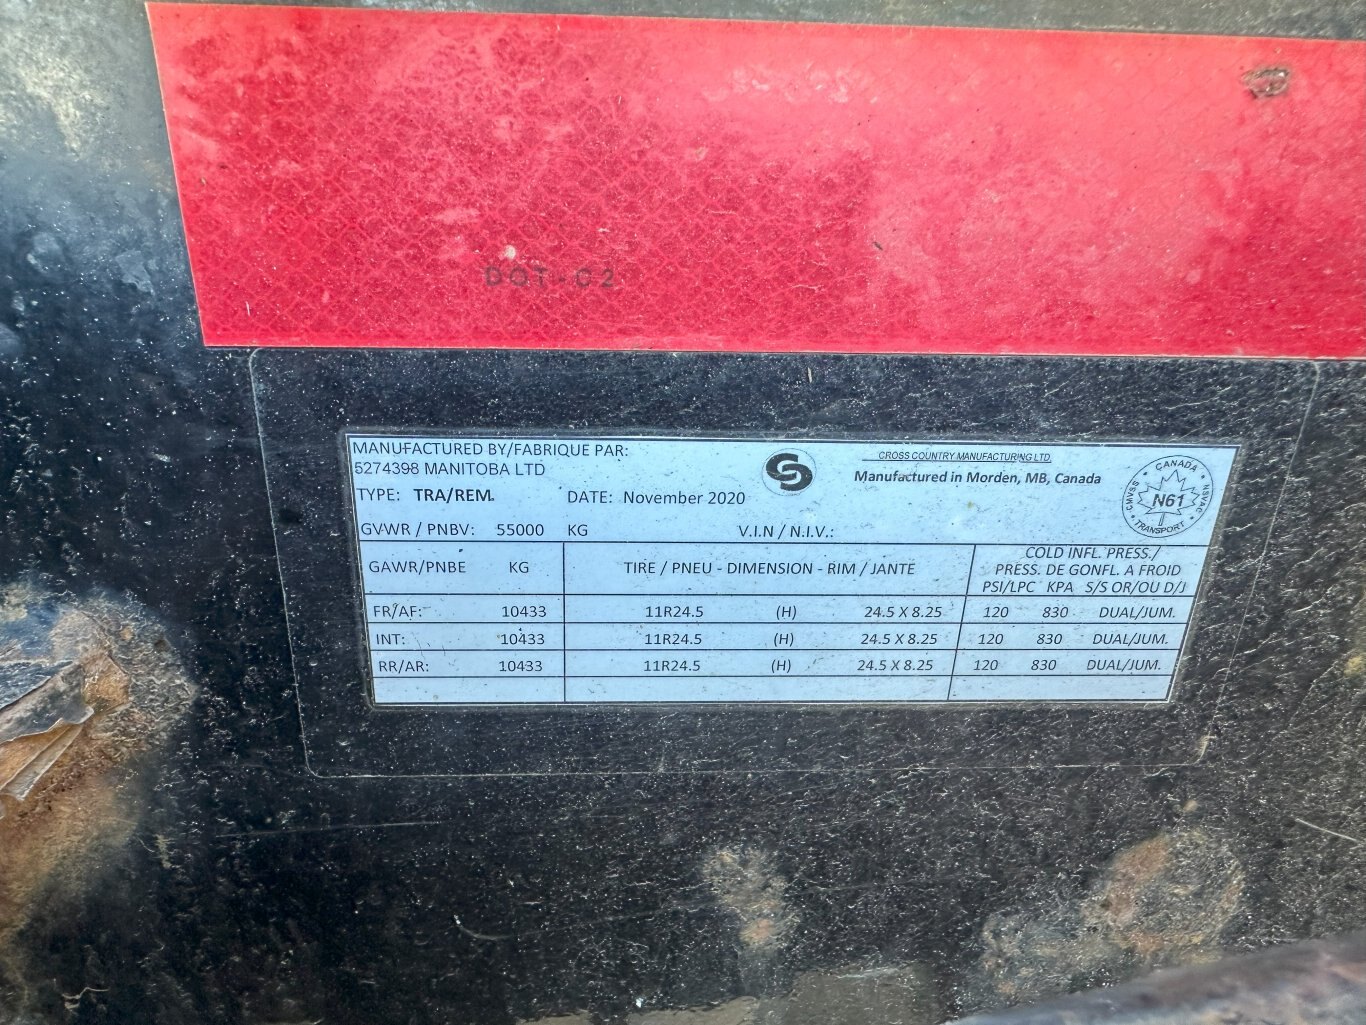 DOT-C2
MANUFACTURED BY/FABRIQUE PAR:
5274398 MANITOBA LTD
CROSS COUNTRY MANUFACTURING LTD.
Manufactured in Morden, MB, Canada
CANADA
CMVSS N61 NSVAC
TRANSPORT
TYPE: TRA/REM. DATE: November 2020
GVWR / PNBV: 55000 KG V.I.N / N.I.V.:
GAWR/PNBE KG TIRE / PNEU - DIMENSION - RIM / JANTE
COLD INFL. PRESS./
PRESS. DE GONFL. A FROID
PSI/LPC KPA S/S OR/OU D/J
FR/AF: 10433 11R24.5 (H) 24.5 X 8.25 120 830 DUAL/JUM.
INT: 10433 11R24.5 (H) 24.5 X 8.25 120 830 DUAL/JUM.
RR/AR: 10433 11R24.5 (H) 24.5 X 8.25 120 830 DUAL/JUM.